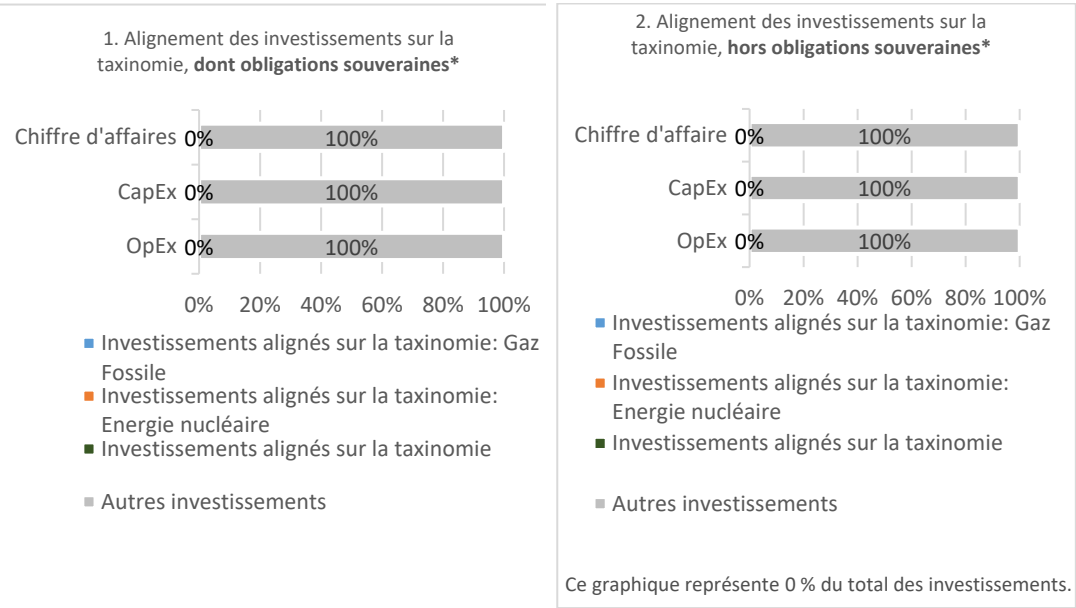 1. Alignement des investissements sur la
taxinomie, dont obligations souveraines*
Chiffre d'affaires 0% 100%
CapEx 0% 100%
OpEx 0% 100%
0% 20% 40% 60% 80% 100%
Investissements alignés sur la taxinomie: Gaz
Fossile
Investissements alignés sur la taxinomie:
Energie nucléaire
Investissements alignés sur la taxinomie
Autres investissements
2. Alignement des investissements sur la
taxinomie, hors obligations souveraines*
Chiffre d'affaire 0% 100%
CapEx 0% 100%
OpEx 0% 100%
0% 20% 40% 60% 80% 100%
Investissements alignés sur la taxinomie: Gaz
Fossile
Investissements alignés sur la taxinomie:
Energie nucléaire
Investissements alignés sur la taxinomie
Autres investissements
Ce graphique représente 0 % du total des investissements.